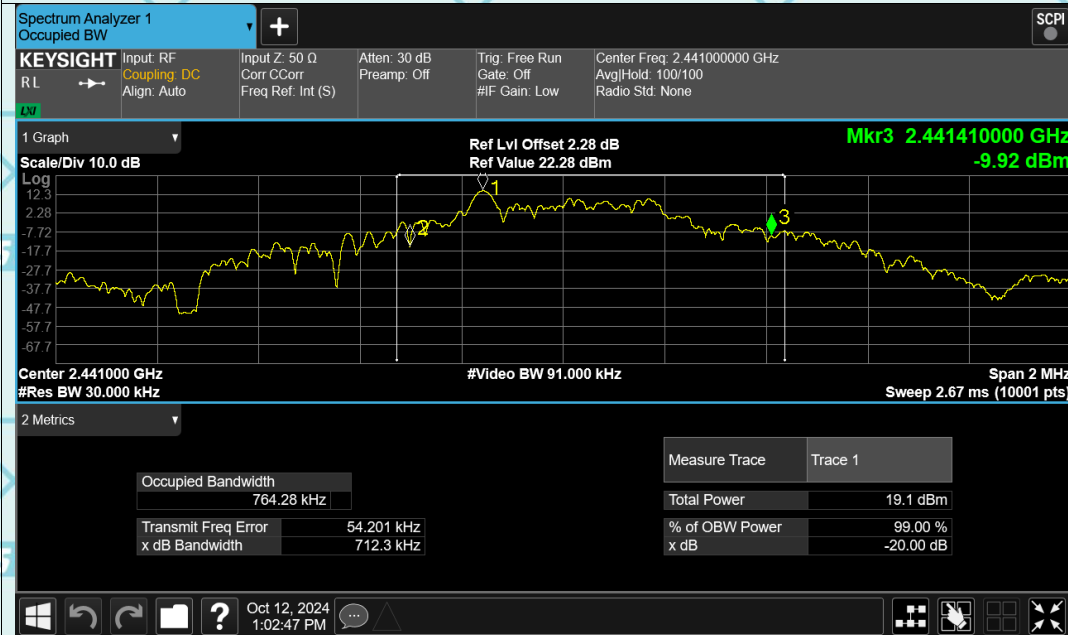 Spectrum Analyzer 1
Occupied BW
+
SCPI
KEYSIGHT
R L
LXI
Input: RF
Coupling: DC
Align: Auto
Input Z: 50 Ω
Corr CCorr
Freq Ref: Int (S)
Atten: 30 dB
Preamp: Off
Trig: Free Run
Gate: Off
#IF Gain: Low
Center Freq: 2.441000000 GHz
Avg|Hold: 100/100
Radio Std: None
1 Graph
Scale/Div 10.0 dB
Ref Lvl Offset 2.28 dB
Ref Value 22.28 dBm
Mkr3 2.441410000 GHz
-9.92 dBm
Log
12.3
2.28
-7.72
-17.7
-27.7
-37.7
-47.7
-57.7
-67.7
1
2
3
Center 2.441000 GHz
#Video BW 91.000 kHz
Span 2 MHz
#Res BW 30.000 kHz
Sweep 2.67 ms (10001 pts)
2 Metrics
Occupied Bandwidth
764.28 kHz
Transmit Freq Error 54.201 kHz
x dB Bandwidth 712.3 kHz
Measure Trace Trace 1
Total Power 19.1 dBm
% of OBW Power 99.00 %
x dB -20.00 dB
?
Oct 12, 2024
1:02:47 PM